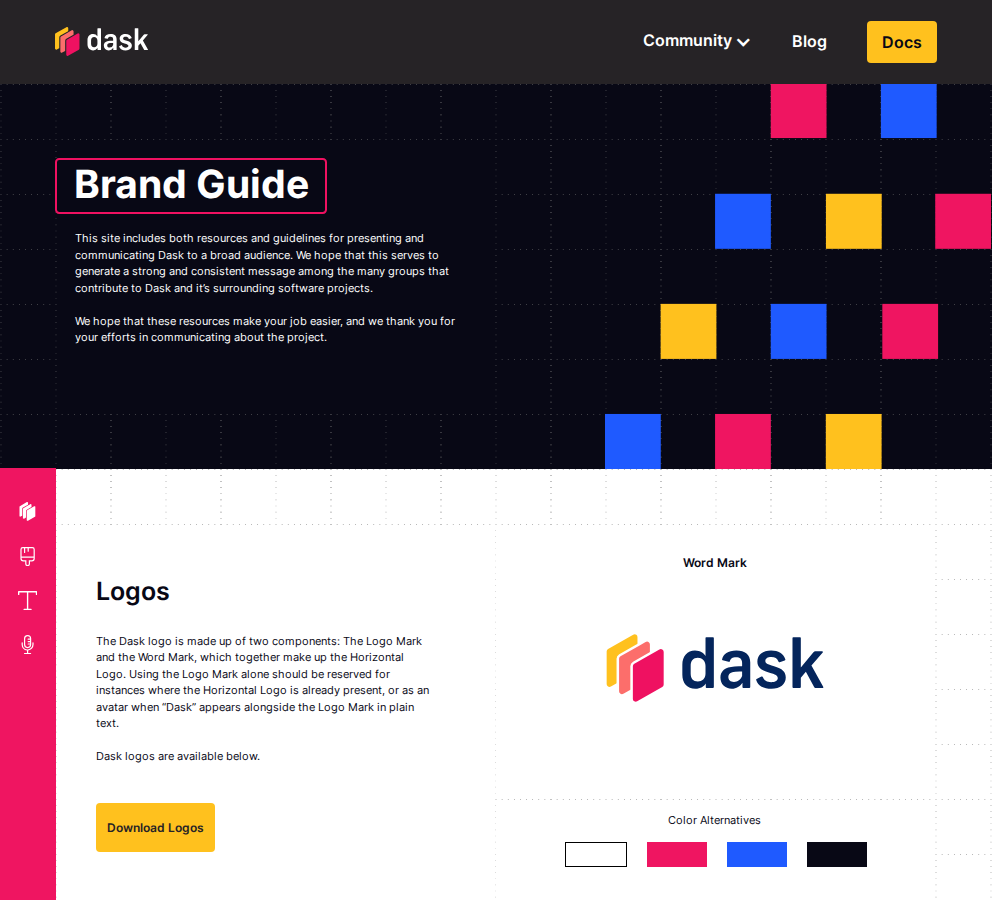 dask
Community
Blog
Docs
Brand Guide
This site includes both resources and guidelines for presenting and
communicating Dask to a broad audience. We hope that this serves to
generate a strong and consistent message among the many groups that
contribute to Dask and it’s surrounding software projects.
We hope that these resources make your job easier, and we thank you for
your efforts in communicating about the project.
Logos
The Dask logo is made up of two components: The Logo Mark
and the Word Mark, which together make up the Horizontal
Logo. Using the Logo Mark alone should be reserved for
instances where the Horizontal Logo is already present, or as an
avatar when “Dask” appears alongside the Logo Mark in plain
text.
Dask logos are available below.
Download Logos
Word Mark
dask
Color Alternatives